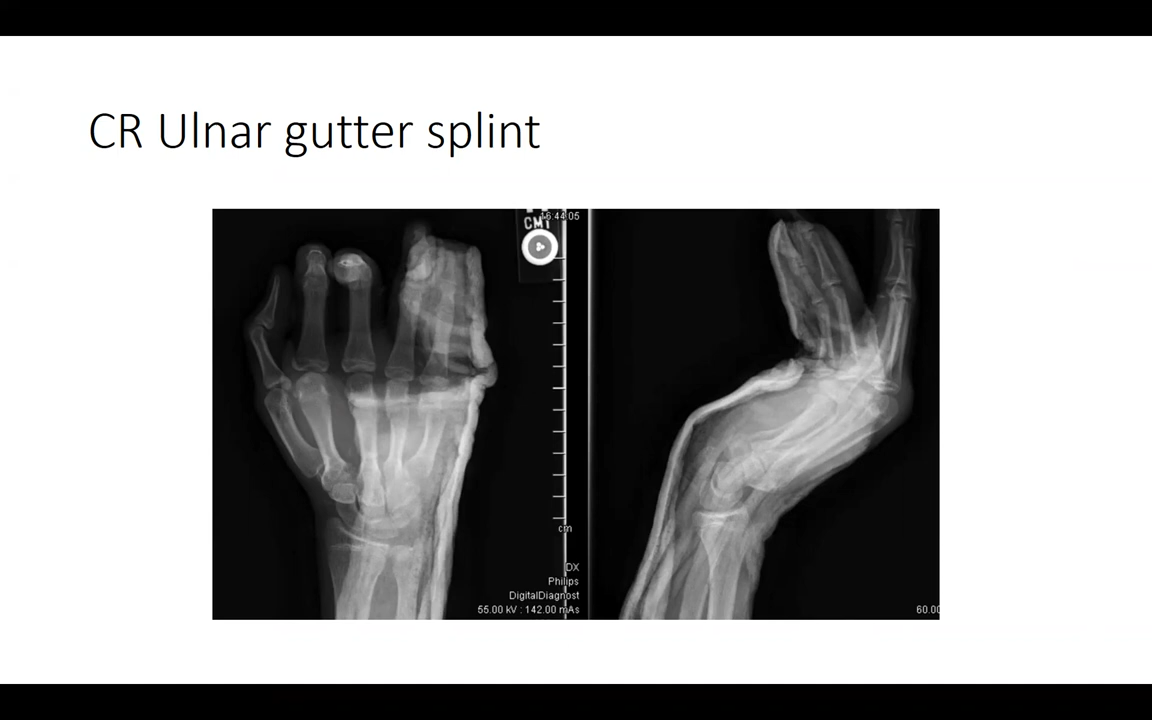 CR Ulnar gutter splint
16:44:05
CM1
cm
DX
Philips
DigitalDiagnost
55.00 kV : 142.00 mAs
60.00